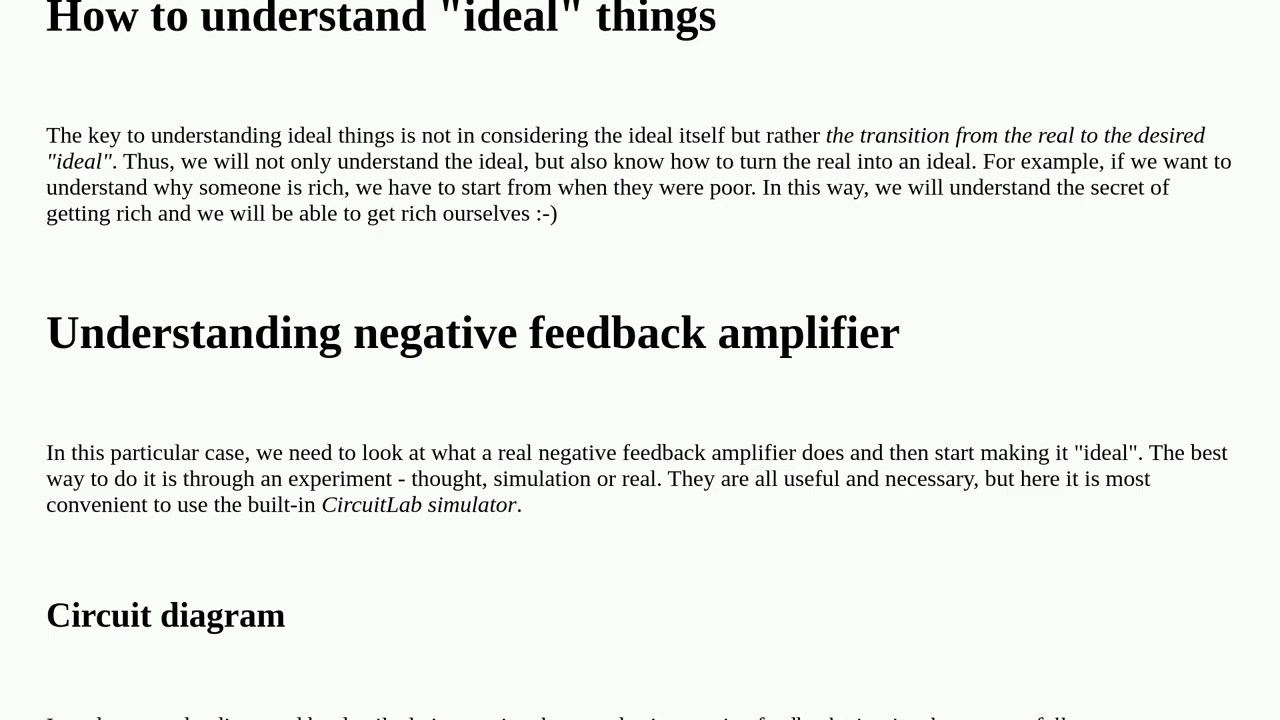 How to understand "ideal" things
The key to understanding ideal things is not in considering the ideal itself but rather the transition from the real to the desired
"ideal". Thus, we will not only understand the ideal, but also know how to turn the real into an ideal. For example, if we want to
understand why someone is rich, we have to start from when they were poor. In this way, we will understand the secret of
getting rich and we will be able to get rich ourselves :-)
Understanding negative feedback amplifier
In this particular case, we need to look at what a real negative feedback amplifier does and then start making it "ideal". The best
way to do it is through an experiment - thought, simulation or real. They are all useful and necessary, but here it is most
convenient to use the built-in CircuitLab simulator.
Circuit diagram